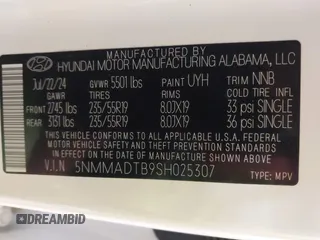 MANUFACTURED BY
HYUNDAI MOTOR MANUFACTURING ALABAMA, LLC
Jul/22/24 GVWR 5501 lbs PAINT UYH TRIM NNB
GAWR TIRES RIMS COLD TIRE INFL
FRONT 2745 lbs 235/55R19 8.0JX19 33 psi SINGLE
REAR 3131 lbs 235/55R19 8.0JX19 36 psi SINGLE
THIS VEHICLE CONFORMS TO ALL APPLICABLE U.S.A. FEDERAL
MOTOR VEHICLE SAFETY AND THEFT PREVENTION STANDARDS
IN EFFECT ON THE DATE OF MANUFACTURE SHOWN ABOVE.
V.I.N 5NMMADTB9SH025307
TYPE: MPV
DREAMBID